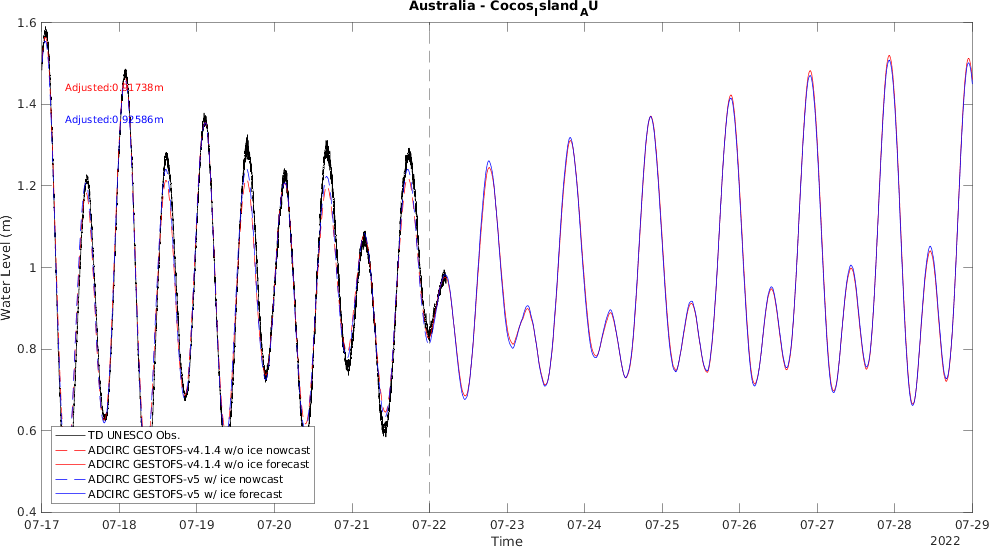 Australia - Cocos_Island_AU
1.6
1.4
1.2
1
0.8
0.6
0.4
Water Level (m)
Adjusted:0.91738m
Adjusted:0.92586m
TD UNESCO Obs.
ADCIRC GESTOFS-v4.1.4 w/o ice nowcast
ADCIRC GESTOFS-v4.1.4 w/o ice forecast
ADCIRC GESTOFS-v5 w/ ice nowcast
ADCIRC GESTOFS-v5 w/ ice forecast
07-17 07-18 07-19 07-20 07-21 07-22 07-23 07-24 07-25 07-26 07-27 07-28 07-29
Time
2022